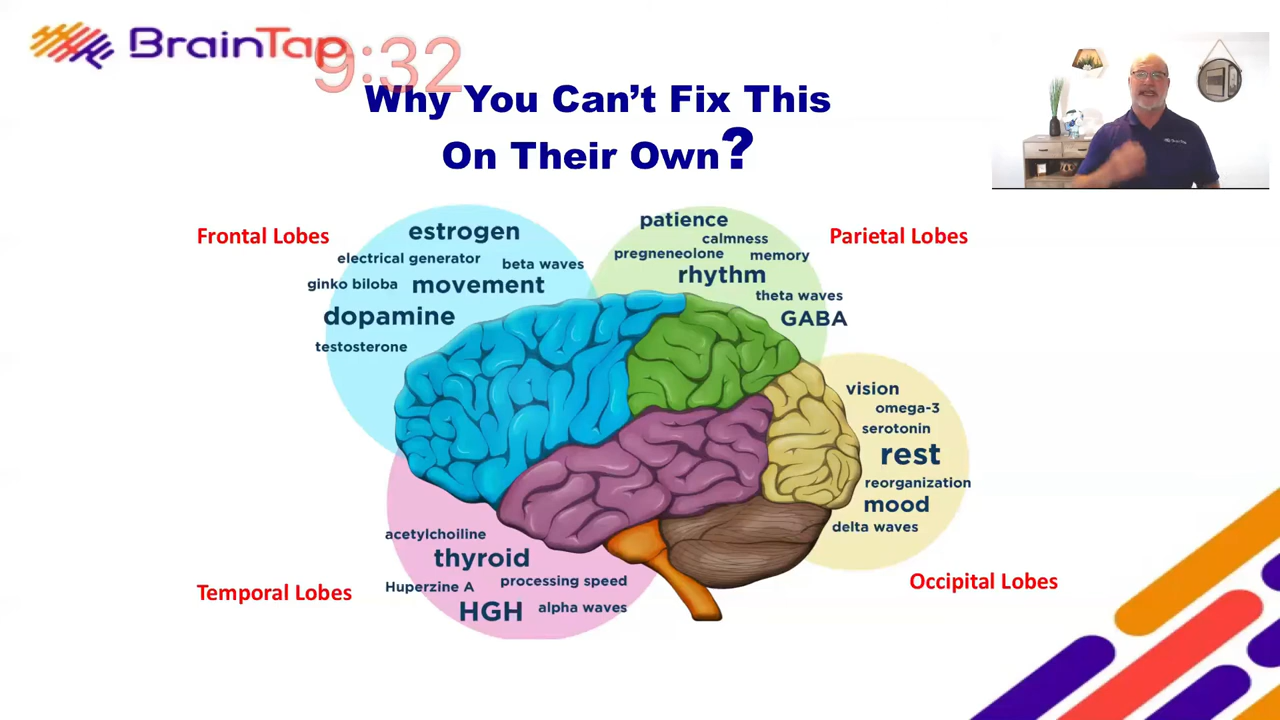 BrainTap
9:32
Why You Can't Fix This
On Their Own?
Frontal Lobes
estrogen
electrical generator
beta waves
ginko biloba
movement
dopamine
testosterone
patience
calmness
pregneneolone
memory
rhythm
theta waves
GABA
Parietal Lobes
vision
omega-3
serotonin
rest
reorganization
mood
delta waves
Occipital Lobes
acetylchoiline
thyroid
Huperzine A
processing speed
HGH
alpha waves
Temporal Lobes